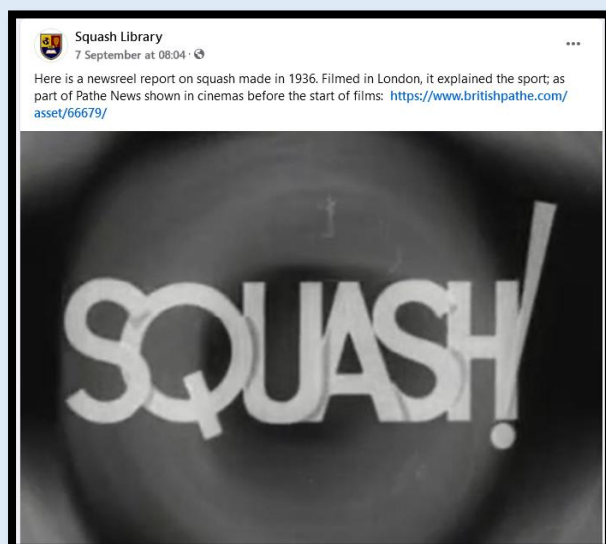 Squash Library
7 September at 08:04 ·
Here is a newsreel report on squash made in 1936. Filmed in London, it explained the sport; as
part of Pathe News shown in cinemas before the start of films: https://www.britishpathe.com/
asset/66679/
SQUASH!